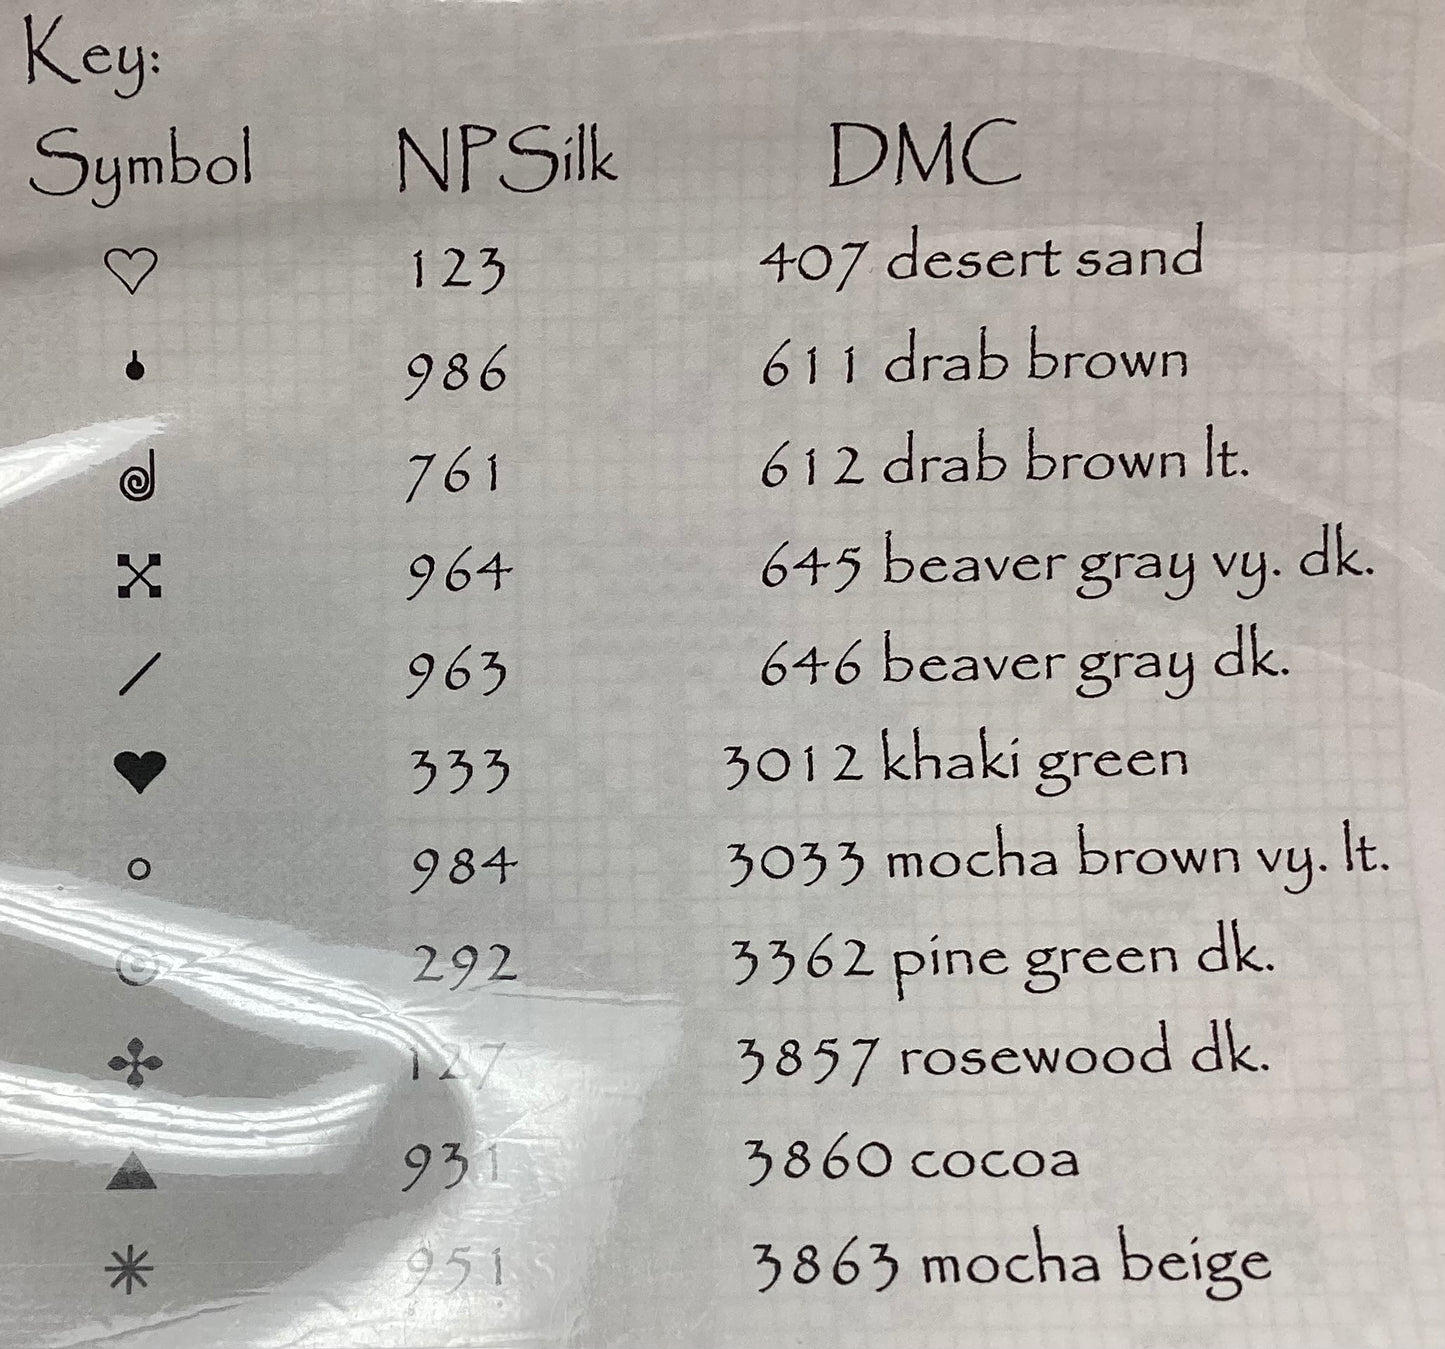 Key:
Symbol NPSilk DMC
♡ 123 407 desert sand
986 611 drab brown
761 612 drab brown lt.
964 645 beaver gray vy. dk.
/ 963 646 beaver gray dk.
♥ 333 3012 khaki green
○ 984 3033 mocha brown vy. lt.
◎ 292 3362 pine green dk.
✤ 127 3857 rosewood dk.
▲ 931 3860 cocoa
✳ 951 3863 mocha beige